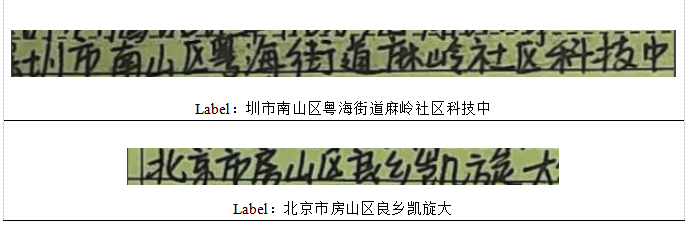 圳市南山区粤海街道麻岭社区科技中
Label：圳市南山区粤海街道麻岭社区科技中
北京市房山区良乡凯旋大
Label：北京市房山区良乡凯旋大